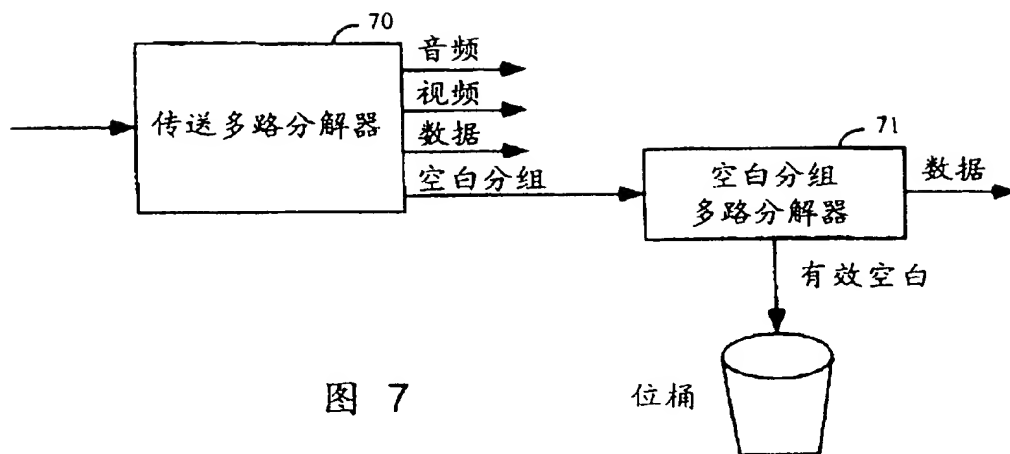 70
音频
视频
传送多路分解器
数据
空白分组
71
空白分组
多路分解器
数据
有效空白
位桶
图 7